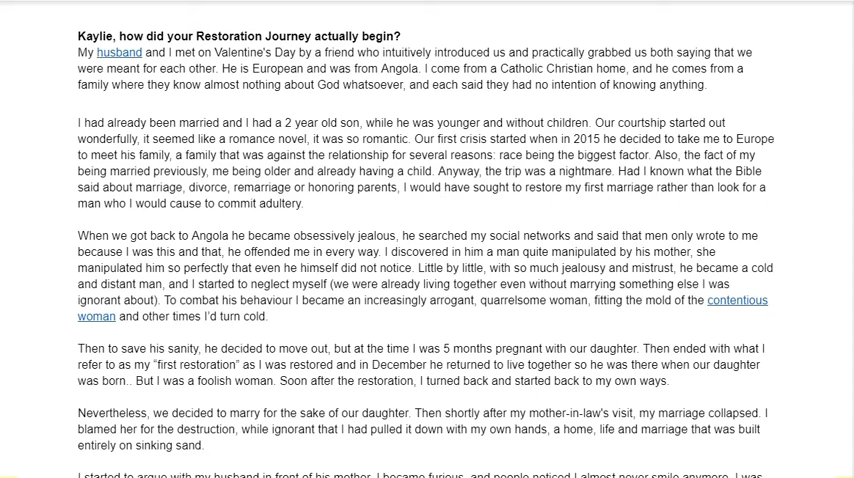 Kaylie, how did your Restoration Journey actually begin?
My husband and I met on Valentine's Day by a friend who intuitively introduced us and practically grabbed us both saying that we
were meant for each other. He is European and was from Angola. I come from a Catholic Christian home, and he comes from a
family where they know almost nothing about God whatsoever, and each said they had no intention of knowing anything.
I had already been married and I had a 2 year old son, while he was younger and without children. Our courtship started out
wonderfully, it seemed like a romance novel, it was so romantic. Our first crisis started when in 2015 he decided to take me to Europe
to meet his family, a family that was against the relationship for several reasons: race being the biggest factor. Also, the fact of my
being married previously, me being older and already having a child. Anyway, the trip was a nightmare. Had I known what the Bible
said about marriage, divorce, remarriage or honoring parents, I would have sought to restore my first marriage rather than look for a
man who I would cause to commit adultery.
When we got back to Angola he became obsessively jealous, he searched my social networks and said that men only wrote to me
because I was this and that, he offended me in every way. I discovered in him a man quite manipulated by his mother, she
manipulated him so perfectly that even he himself did not notice. Little by little, with so much jealousy and mistrust, he became a cold
and distant man, and I started to neglect myself (we were already living together even without marrying something else I was
ignorant about). To combat his behaviour I became an increasingly arrogant, quarrelsome woman, fitting the mold of the contentious
woman and other times I'd turn cold.
Then to save his sanity, he decided to move out, but at the time I was 5 months pregnant with our daughter. Then ended with what I
refer to as my “first restoration” as I was restored and in December he returned to live together so he was there when our daughter
was born.. But I was a foolish woman. Soon after the restoration, I turned back and started back to my own ways.
Nevertheless, we decided to marry for the sake of our daughter. Then shortly after my mother-in-law's visit, my marriage collapsed. I
blamed her for the destruction, while ignorant that I had pulled it down with my own hands, a home, life and marriage that was built
entirely on sinking sand.
I started to argue with my husband in front of his mother. I became furious, and people noticed I almost never smile anymore. I was